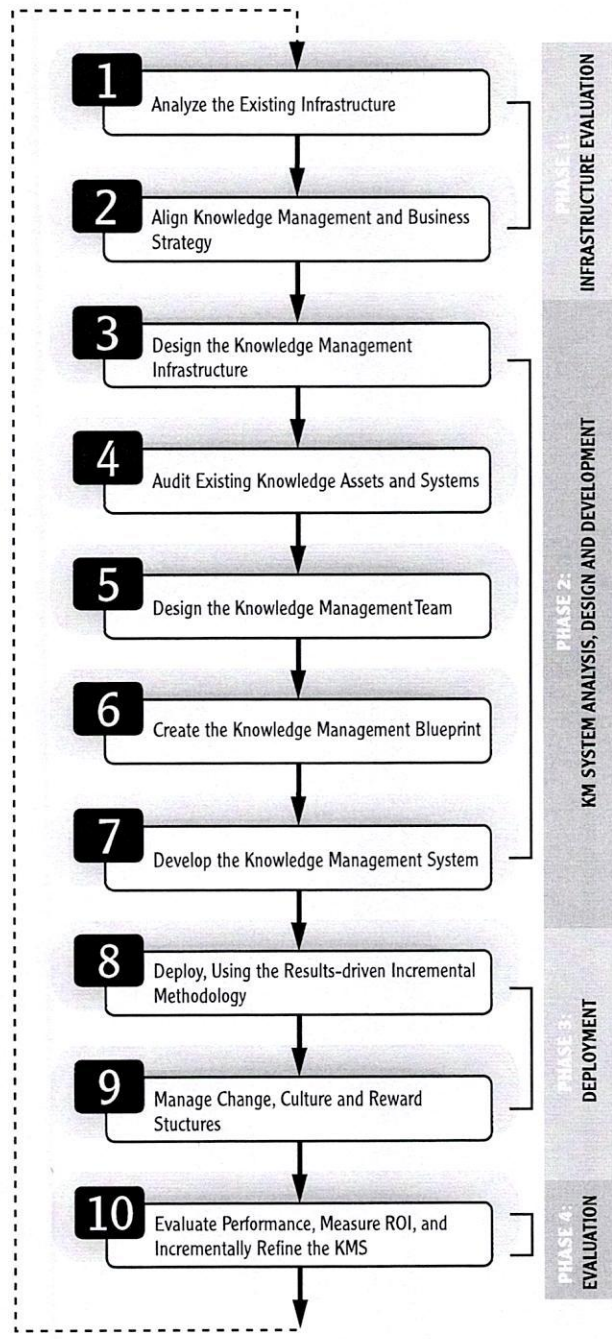 1
Analyze the Existing Infrastructure
2
Align Knowledge Management and Business
Strategy
PHASE 1:
INFRASTRUCTURE EVALUATION
3
Design the Knowledge Management
Infrastructure
4
Audit Existing Knowledge Assets and Systems
5
Design the Knowledge Management Team
6
Create the Knowledge Management Blueprint
7
Develop the Knowledge Management System
PHASE 2:
KM SYSTEM ANALYSIS, DESIGN AND DEVELOPMENT
8
Deploy, Using the Results-driven Incremental
Methodology
9
Manage Change, Culture and Reward
Stuctures
PHASE 3:
DEPLOYMENT
10
Evaluate Performance, Measure ROI, and
Incrementally Refine the KMS
PHASE 4:
EVALUATION